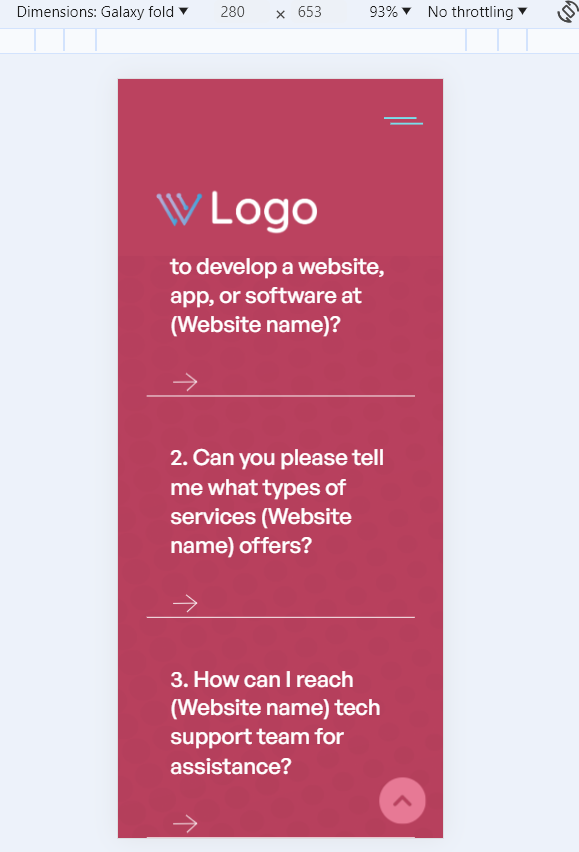 Dimensions: Galaxy fold ▼ 280 × 653 93% ▼ No throttling ▼
Logo
to develop a website,
app, or software at
(Website name)?
2. Can you please tell
me what types of
services (Website
name) offers?
3. How can I reach
(Website name) tech
support team for
assistance?